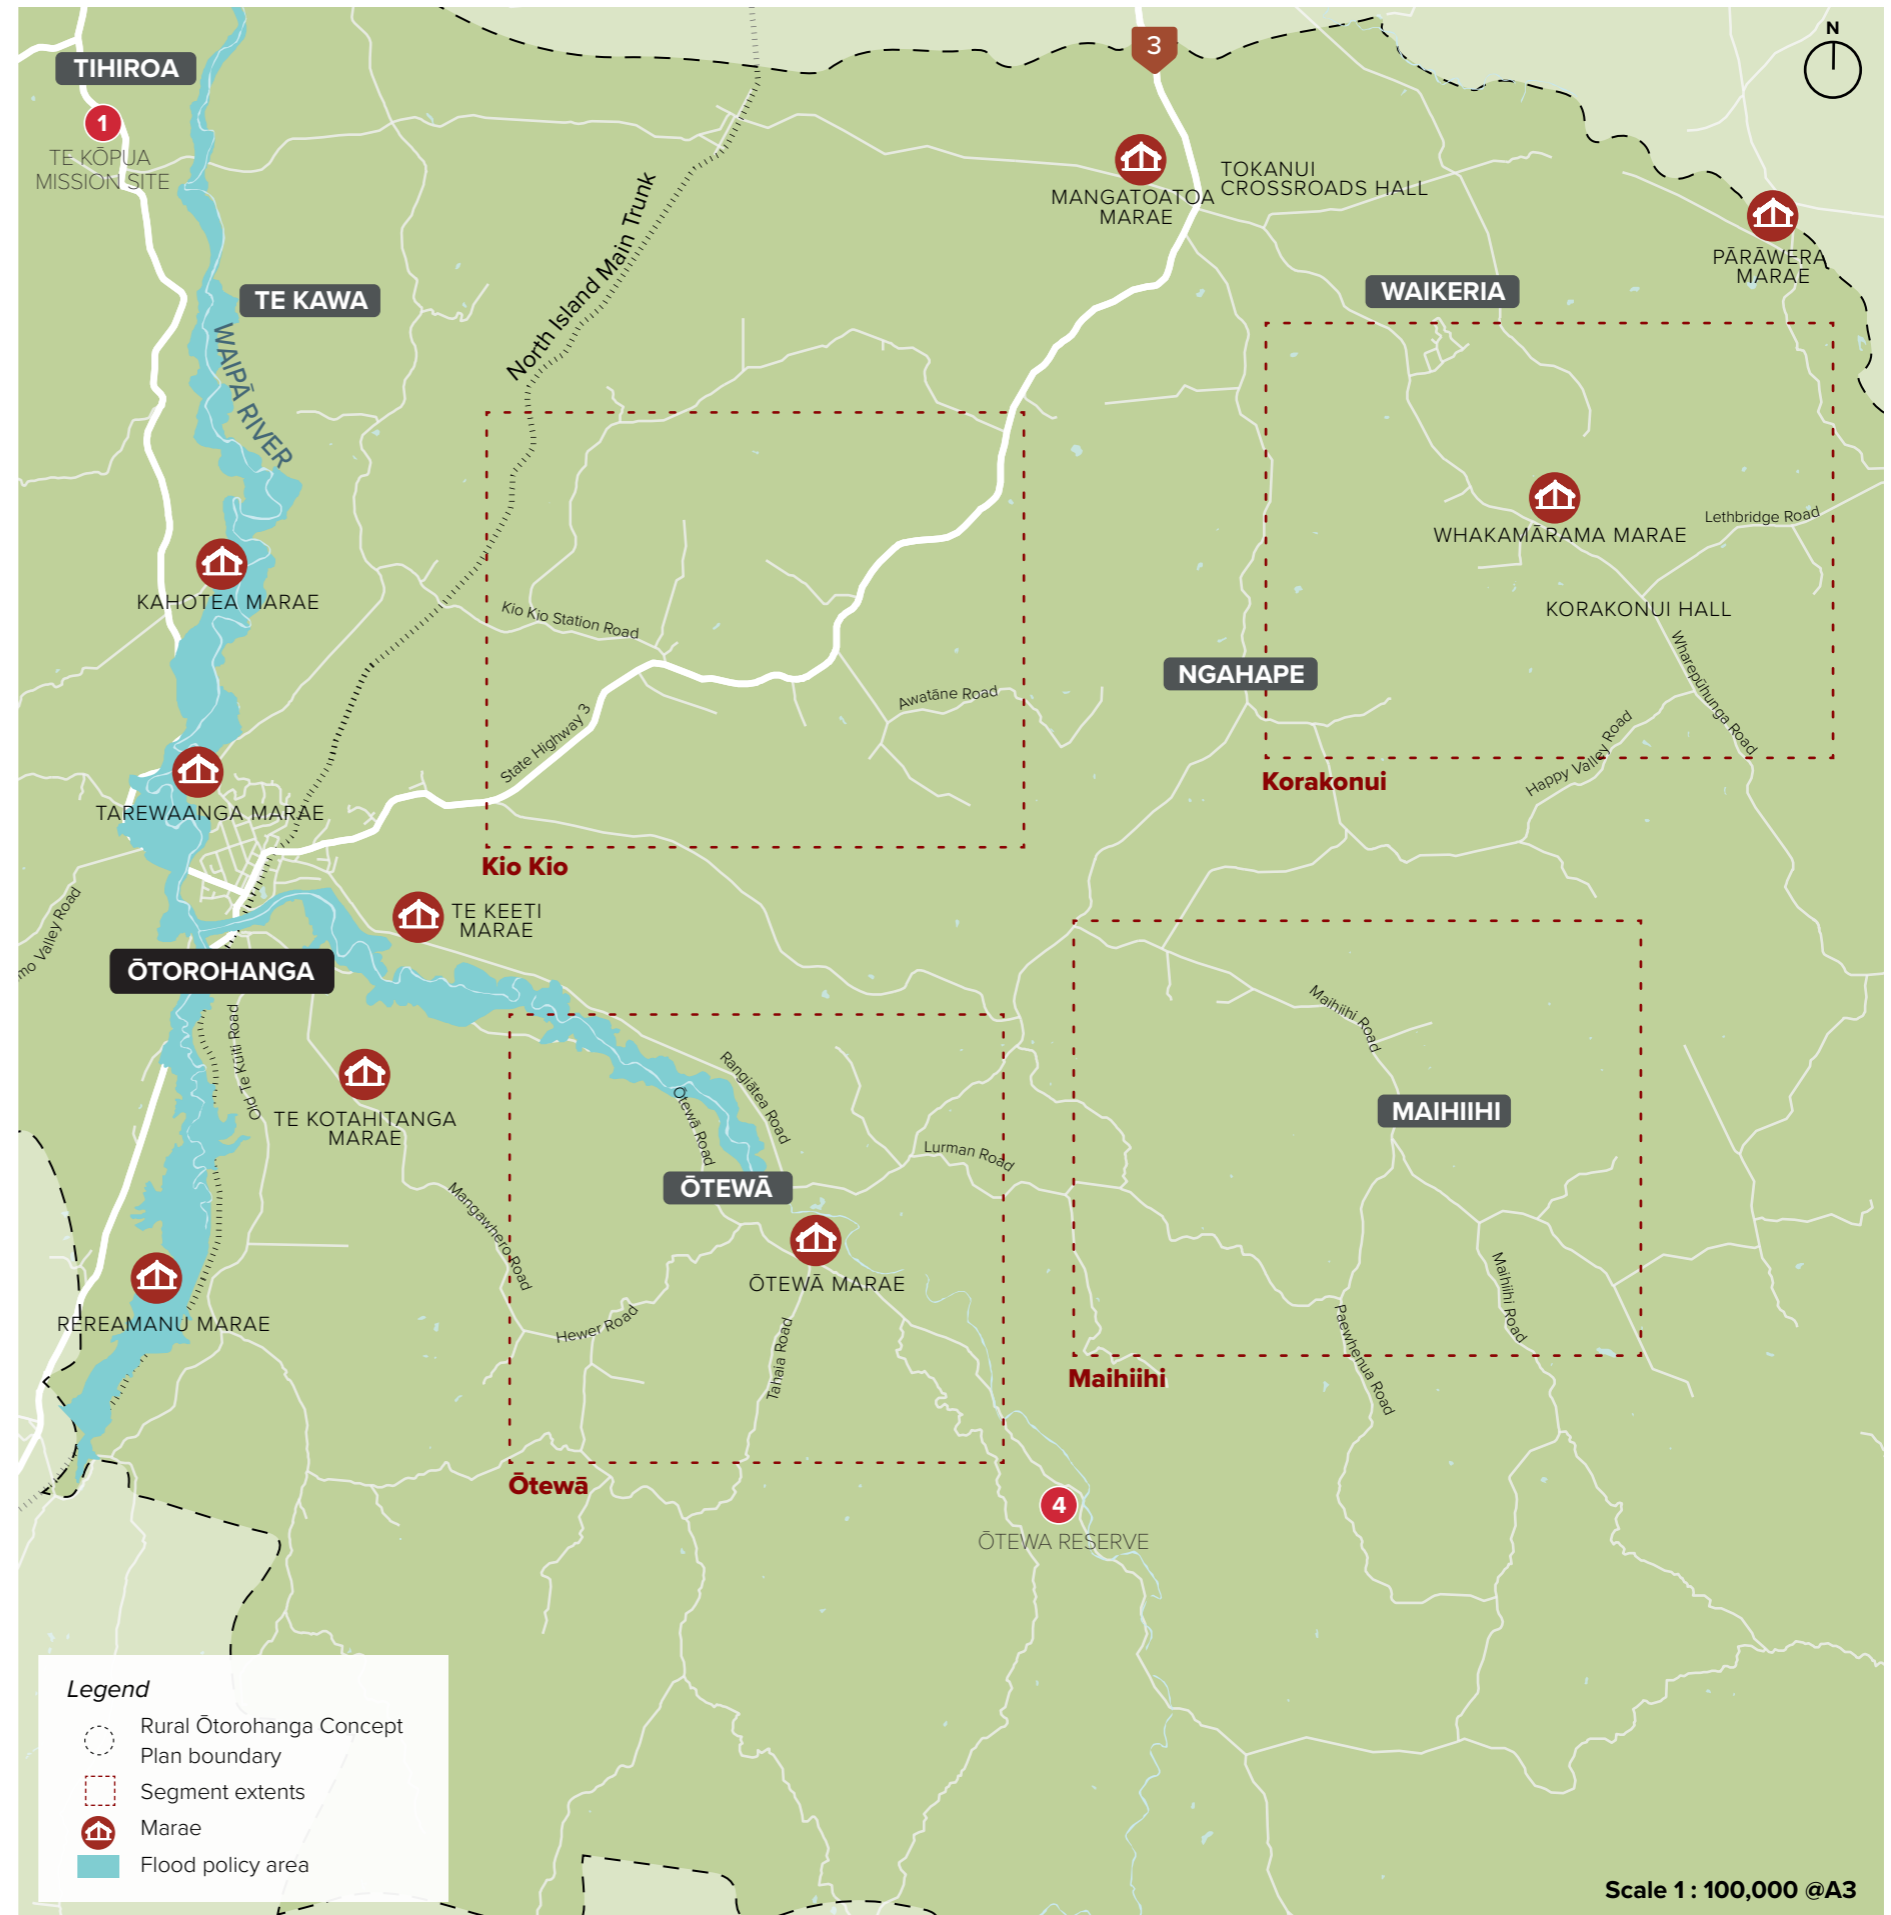 3
N
TIHIROA
1
TE KŌPUA
MISSION SITE
TOKANUI
CROSSROADS HALL
MANGATOATOA
MARAE
PĀRĀWERA
MARAE
TE KAWA
WAIKERIA
North Island Main Trunk
WAIPĀ RIVER
WHAKAMĀRAMA MARAE
Lethbridge Road
KAHOTEA MARAE
KORAKONUI HALL
Kio Kio Station Road
Wharepūhunga Road
NGAHAPE
Awatāne Road
State Highway 3
Happy Valley Road
Korakonui
TAREWAANGA MARAE
Kio Kio
mo Valley Road
TE KEETI
MARAE
ŌTOROHANGA
Maihiihi Road
Old Te Kūiti Road
Rangiātea Road
Ōtewā Road
MAIHIIHI
TE KOTAHITANGA
MARAE
Lurman Road
ŌTEWĀ
Mangawhero Road
ŌTEWĀ MARAE
Maihiihi Road
REREAMANU MARAE
Hewer Road
Tahaia Road
Paewhenua Road
Maihiihi
Ōtewā
4
ŌTEWA RESERVE
Legend
Rural Ōtorohanga Concept
Plan boundary
Segment extents
Marae
Flood policy area
Scale 1 : 100,000 @A3